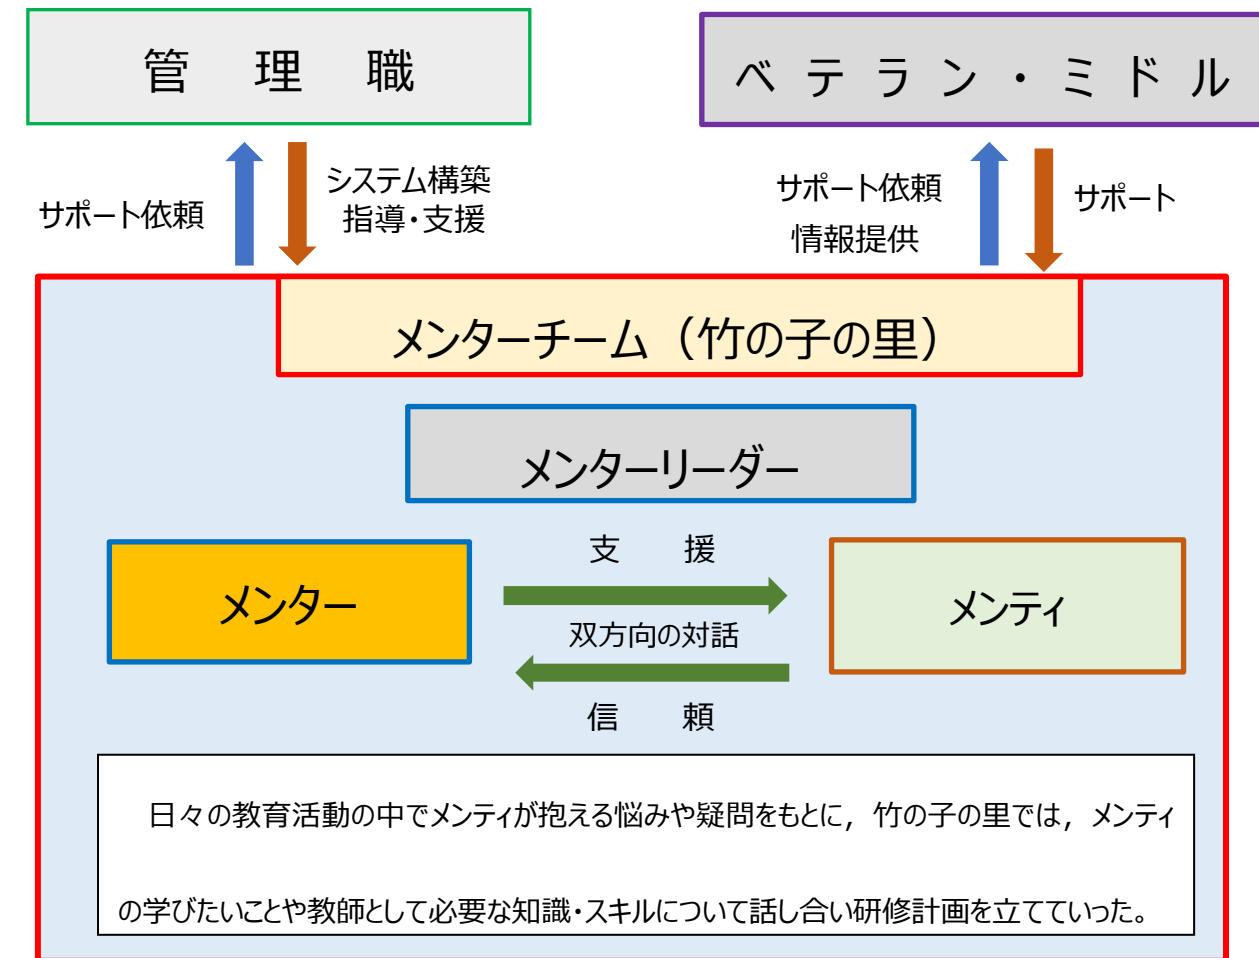 管理職
ベテラン・ミドル
サポート依頼
システム構築
指導・支援
サポート依頼
情報提供
サポート
メンターチーム（竹の子の里）
メンターリーダー
メンター
支援
双方向の対話
信頼
メンティ
日々の教育活動の中でメンティが抱える悩みや疑問をもとに，竹の子の里では，メンティ
の学びたいことや教師として必要な知識・スキルについて話し合い研修計画を立てていった。